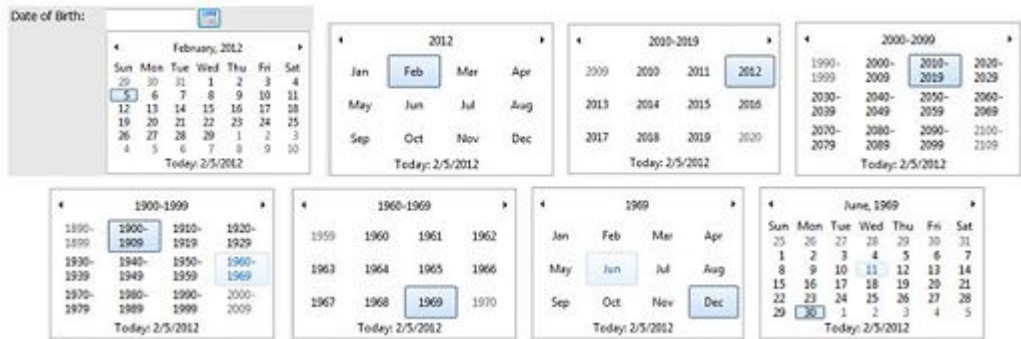 Date of Birth:
February, 2012
Sun Mon Tue Wed Thu Fri Sat
29 30 31 1 2 3 4
5 6 7 8 9 10 11
12 13 14 15 16 17 18
19 20 21 22 23 24 25
26 27 28 29 1 2 3
4 5 6 7 8 9 10
Today: 2/5/2012
2012
Jan Feb Mar Apr
May Jun Jul Aug
Sep Oct Nov Dec
Today: 2/5/2012
2010-2019
2009 2010 2011 2012
2013 2014 2015 2016
2017 2018 2019 2020
Today: 2/5/2012
2000-2099
1990- 2000- 2010- 2020-
1999 2009 2019 2029
2030- 2040- 2050- 2060-
2039 2049 2059 2069
2070- 2080- 2090- 2100-
2079 2089 2099 2109
Today: 2/5/2012
1900-1999
1890- 1900- 1910- 1920-
1899 1909 1919 1929
1930- 1940- 1950- 1960-
1939 1949 1959 1969
1970- 1980- 1990- 2000-
1979 1989 1999 2009
Today: 2/5/2012
1960-1969
1959 1960 1961 1962
1963 1964 1965 1966
1967 1968 1969 1970
Today: 2/5/2012
1969
Jan Feb Mar Apr
May Jun Jul Aug
Sep Oct Nov Dec
Today: 2/5/2012
June, 1969
Sun Mon Tue Wed Thu Fri Sat
25 26 27 28 29 30 31
1 2 3 4 5 6 7
8 9 10 11 12 13 14
15 16 17 18 19 20 21
22 23 24 25 26 27 28
29 30 1 2 3 4 5
Today: 2/5/2012